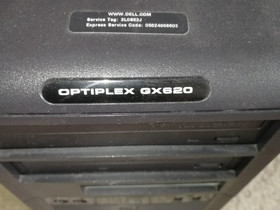 WWW.DELL.COM
Service Tag:
Express Service Code:
OPTIPLEX GX620